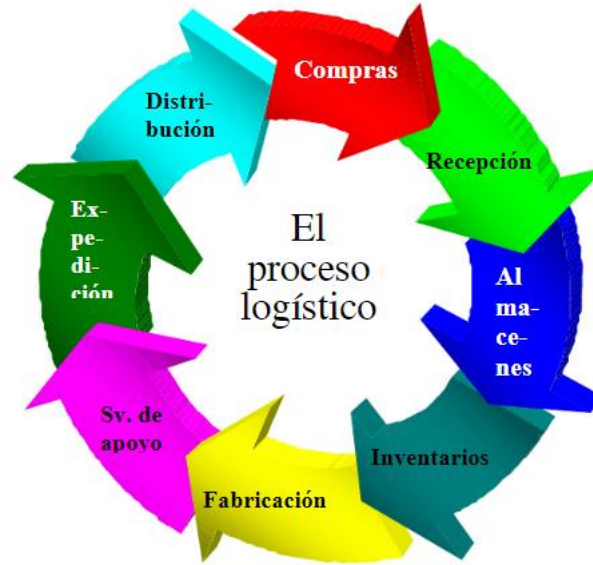 El
proceso
logístico
Compras
Recepción
Al
ma-
ce-
nes
Inventarios
Fabricación
Sv. de
apoyo
Ex-
pe-
di-
ción
Distri-
bución